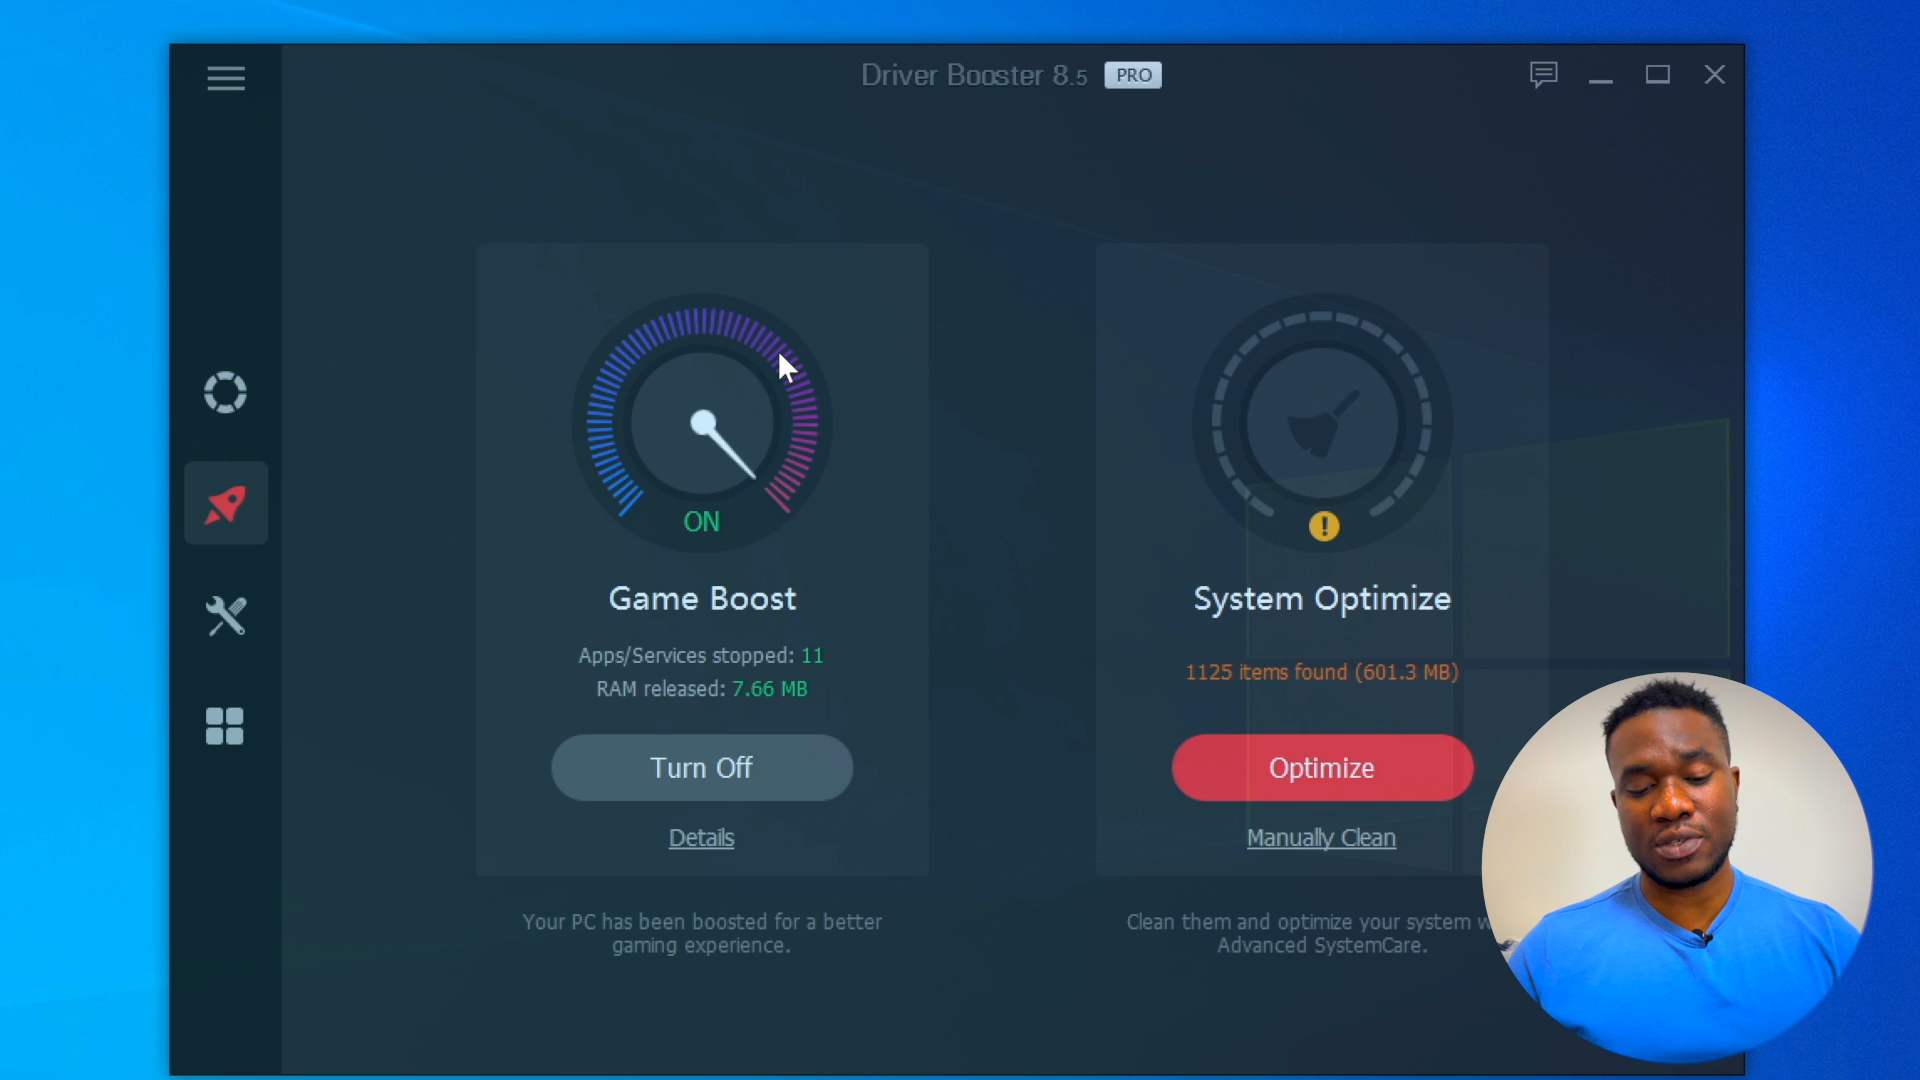 Driver Booster 8.5 PRO
ON
Game Boost
Apps/Services stopped: 11
RAM released: 7.66 MB
Turn Off
Details
Your PC has been boosted for a better
gaming experience.
!
System Optimize
1125 items found (601.3 MB)
Optimize
Manually Clean
Clean them and optimize your system
Advanced SystemCare.